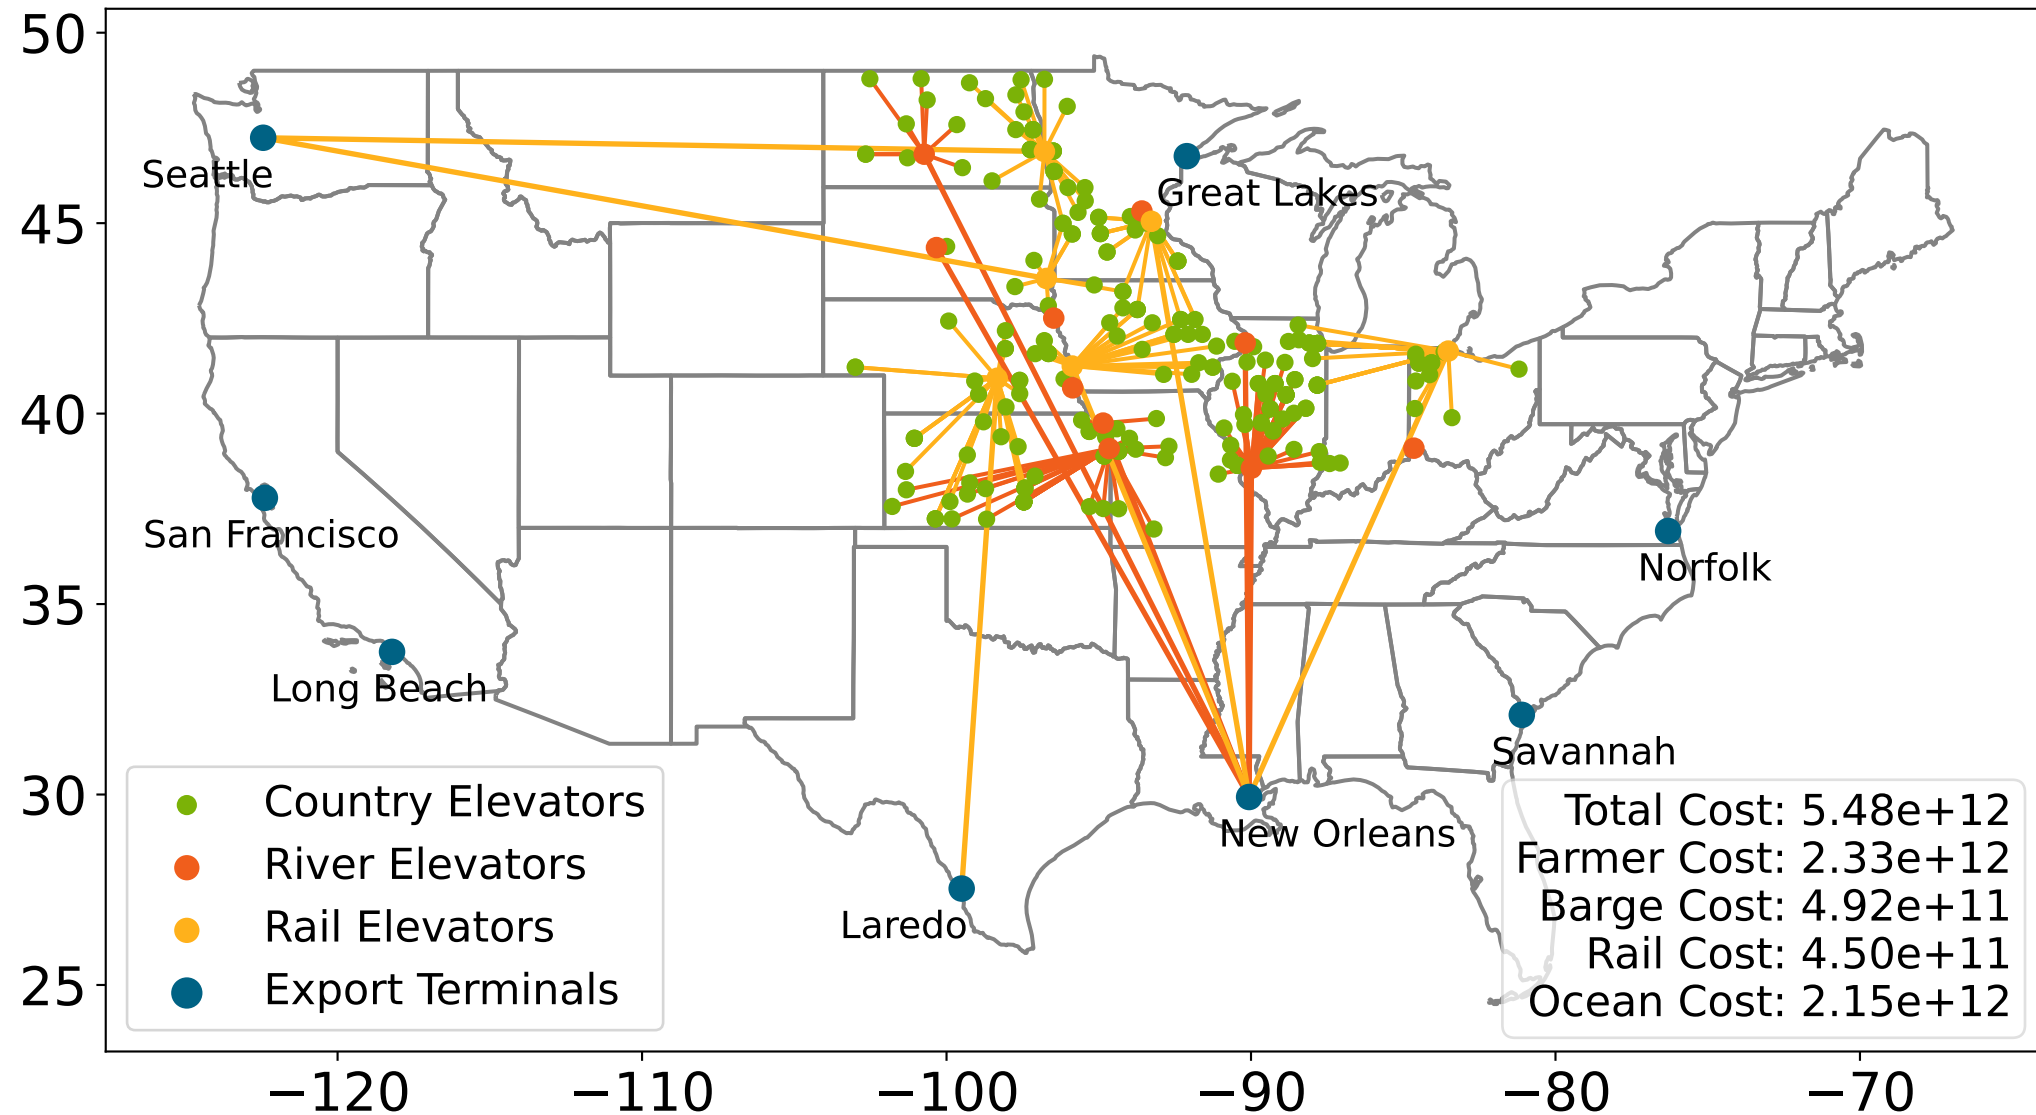 50
45
40
35
30
25
Seattle
Great Lakes
San Francisco
Norfolk
Long Beach
Savannah
New Orleans
Laredo
Country Elevators
River Elevators
Rail Elevators
Export Terminals
Total Cost: 5.48e+12
Farmer Cost: 2.33e+12
Barge Cost: 4.92e+11
Rail Cost: 4.50e+11
Ocean Cost: 2.15e+12
−120 −110 −100 −90 −80 −70